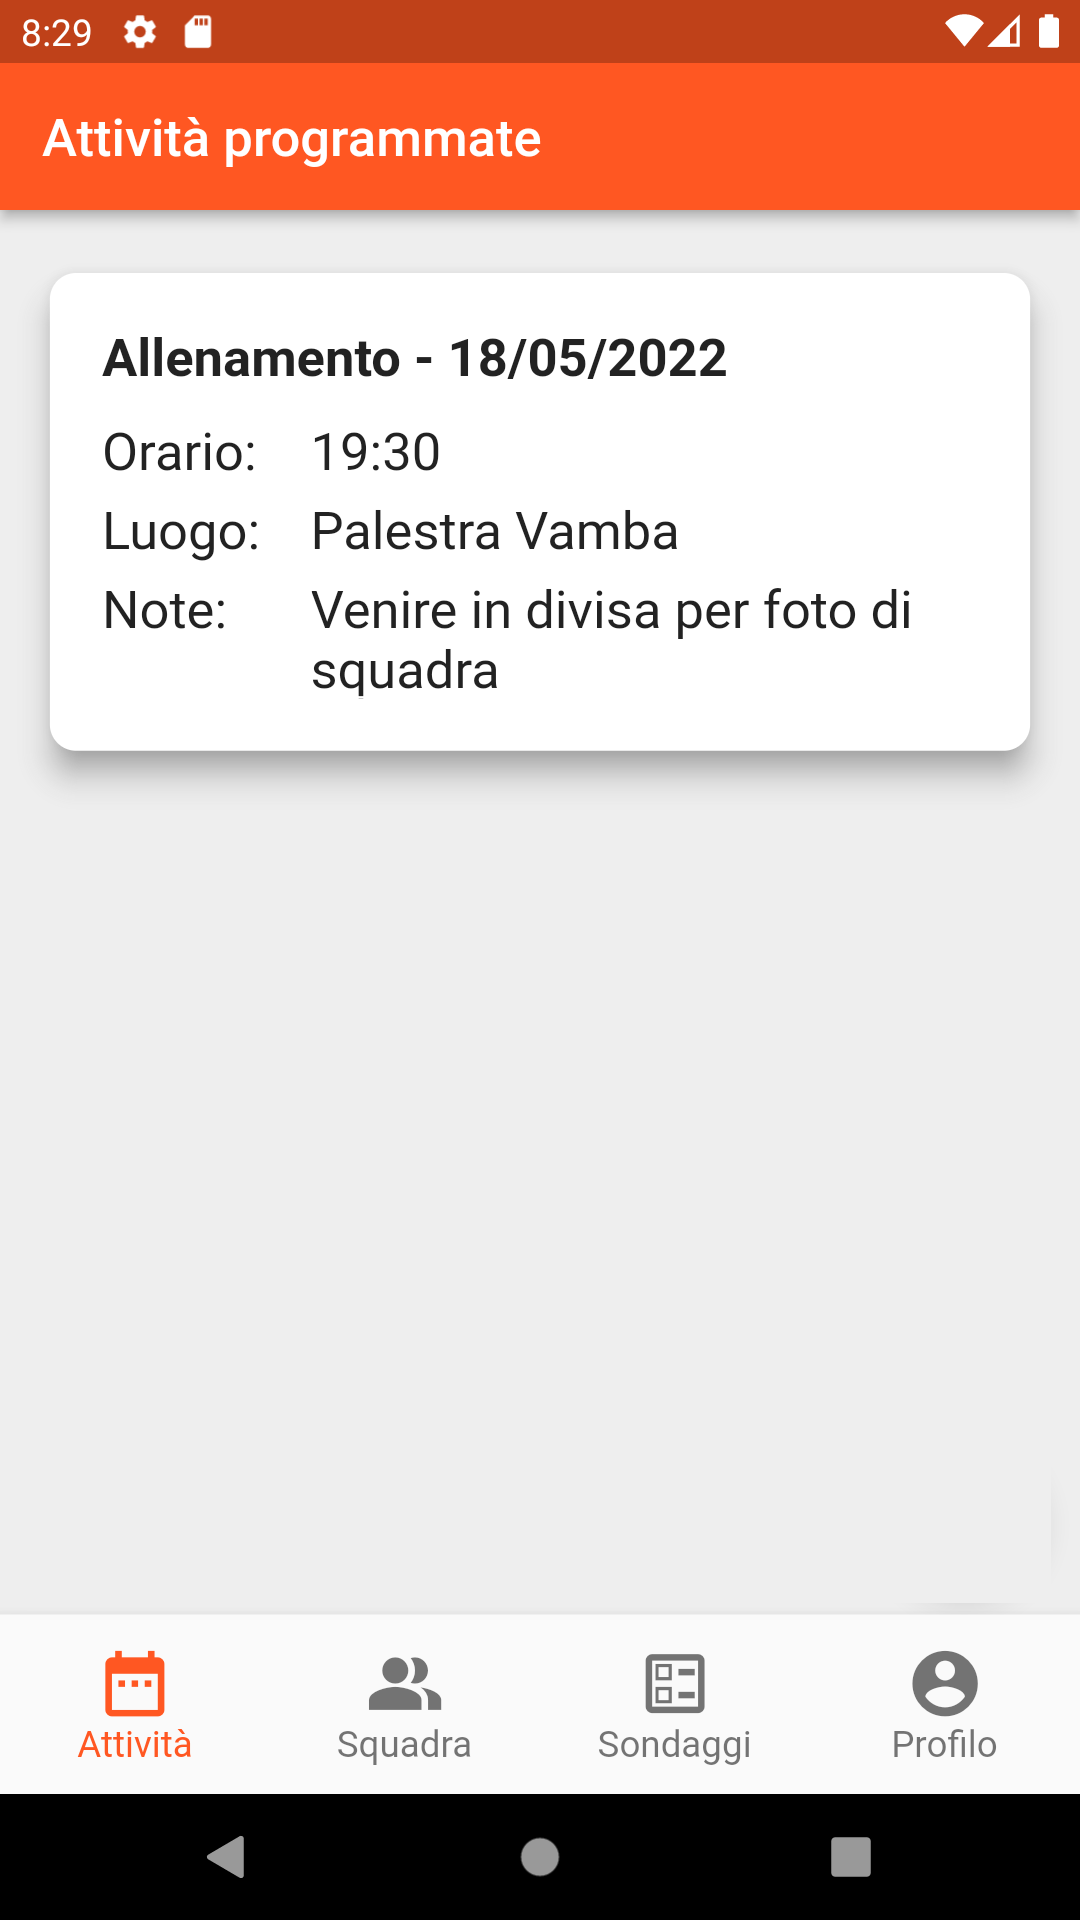 8:29
Attività programmate
Allenamento - 18/05/2022
Orario: 19:30
Luogo: Palestra Vamba
Note: Venire in divisa per foto di
squadra
Attività Squadra Sondaggi Profilo